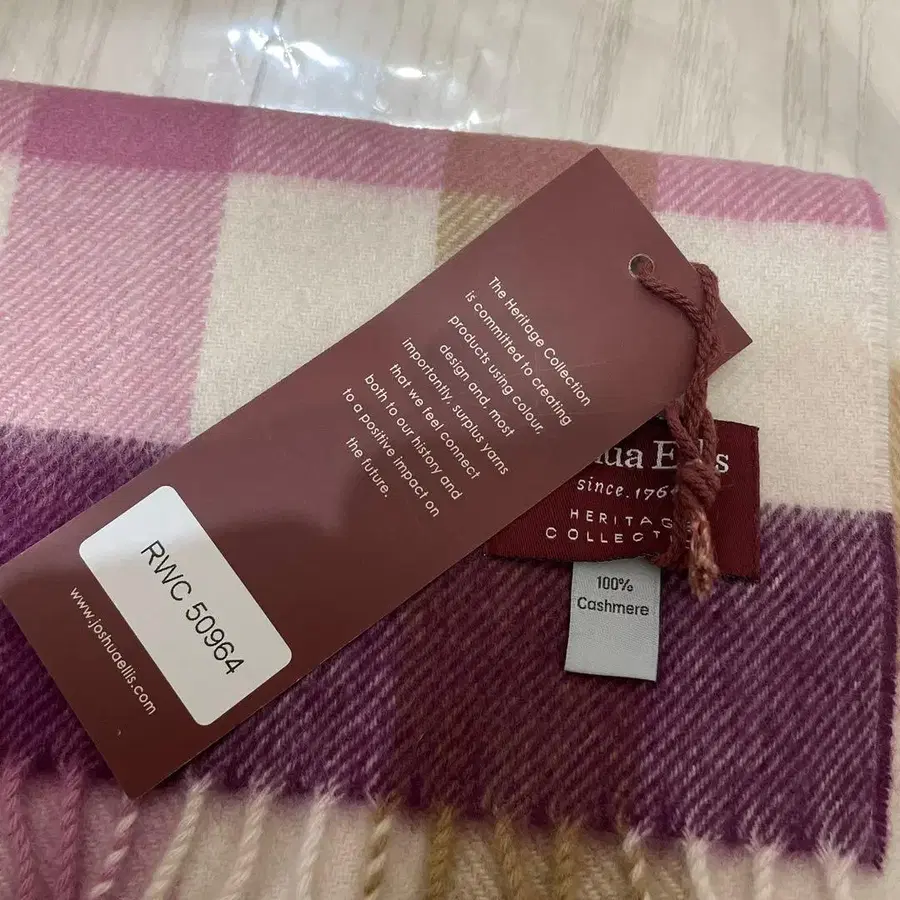 The Heritage Collection
is committed to creating
products using colour,
design and, most
importantly, surplus yarns
that we feel connect
both to our history and
to a positive impact on
the future.
RWC 50964
www.joshuaellis.com
since.176
HERITAG
COLLECT
100%
Cashmere